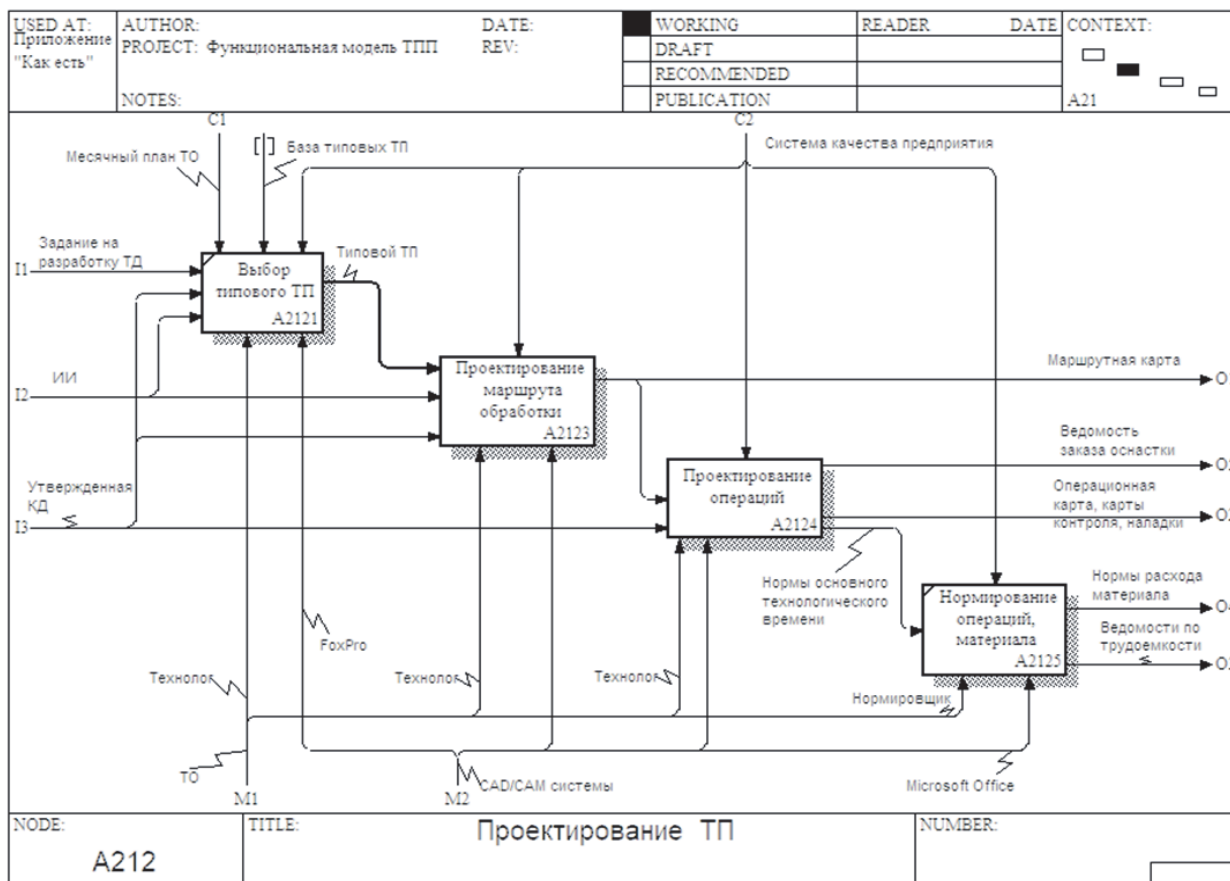 USED AT:
Приложение
"Как есть"
AUTHOR:
DATE:
PROJECT: Функциональная модель ТПП
REV:
NOTES:
WORKING
DRAFT
RECOMMENDED
PUBLICATION
READER
DATE
CONTEXT:
A21
C1
C2
Месячный план ТО
[ ]
База типовых ТП
Система качества предприятия
I1
Задание на
разработку ТД
Выбор
типового ТП
A2121
Типовой ТП
I2
ИИ
Проектирование
маршрута
обработки
A2123
Маршрутная карта
Ведомость
заказа оснастки
I3
Утвержденная
КД
Проектирование
операций
A2124
Операционная
карта, карты
контроля, наладки
Нормы основного
технологического
времени
Нормирование
операций,
материала
A2125
Нормы расхода
материала
O4
Ведомости по
трудоемкости
FoxPro
Технолог
Технолог
Технолог
Нормировщик
ТО
CAD/CAM системы
Microsoft Office
M1
M2
NODE:
A212
TITLE:
Проектирование ТП
NUMBER: